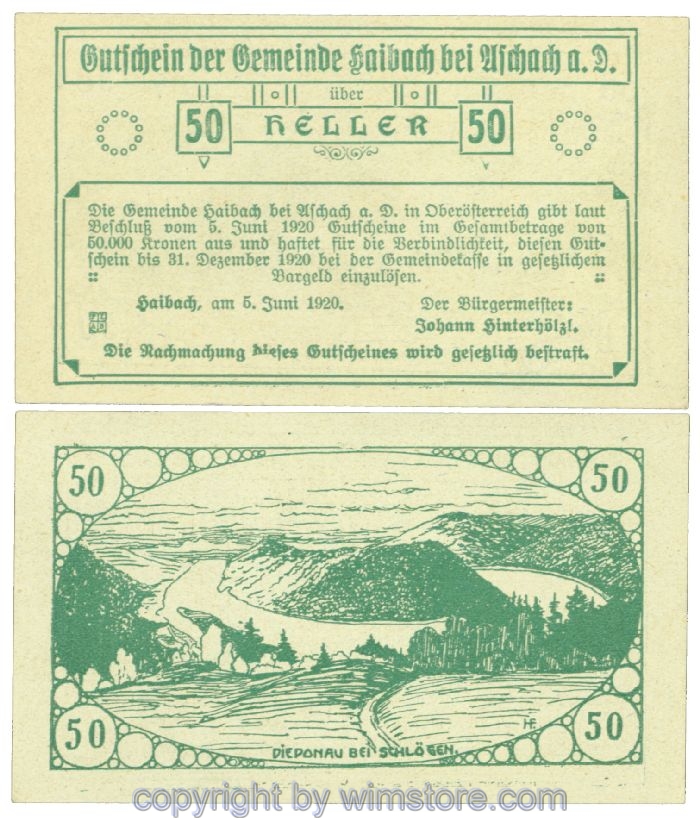 Gutschein der Gemeinde Haibach bei Aschach a. D.
über
50 HELLER 50
Die Gemeinde Haibach bei Aschach a. D. in Oberösterreich gibt laut
Beschluß vom 5. Juni 1920 Gutscheine im Gesamtbetrage von
50.000 Kronen aus und haftet für die Verbindlichkeit, diesen Gut-
schein bis 31. Dezember 1920 bei der Gemeindekasse in gesetzlichem
Bargeld einzulösen.
Haibach, am 5. Juni 1920.
Der Bürgermeister:
Johann Hinterhölzl.
Die Nachmachung dieses Gutscheines wird gesetzlich bestraft.
50
50
50
50
HF
DIE DONAU BEI SCHLÖGEN.
copyright by wimstore.com